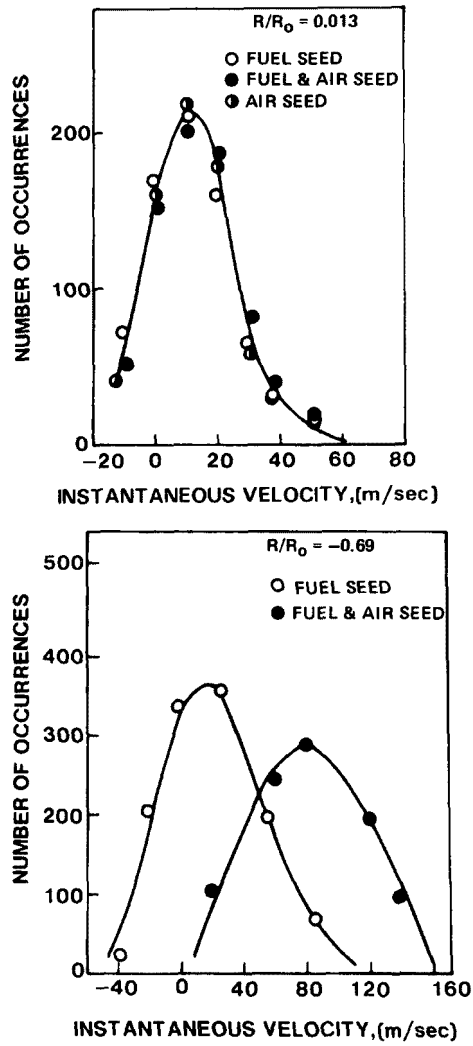 R/Ro = 0.013
FUEL SEED
FUEL & AIR SEED
AIR SEED
NUMBER OF OCCURRENCES
200
100
0
−20 0 20 40 60 80
INSTANTANEOUS VELOCITY,(m/sec)
R/Ro = −0.69
FUEL SEED
FUEL & AIR SEED
NUMBER OF OCCURRENCES
500
400
300
200
100
0
−40 0 40 80 120 160
INSTANTANEOUS VELOCITY,(m/sec)